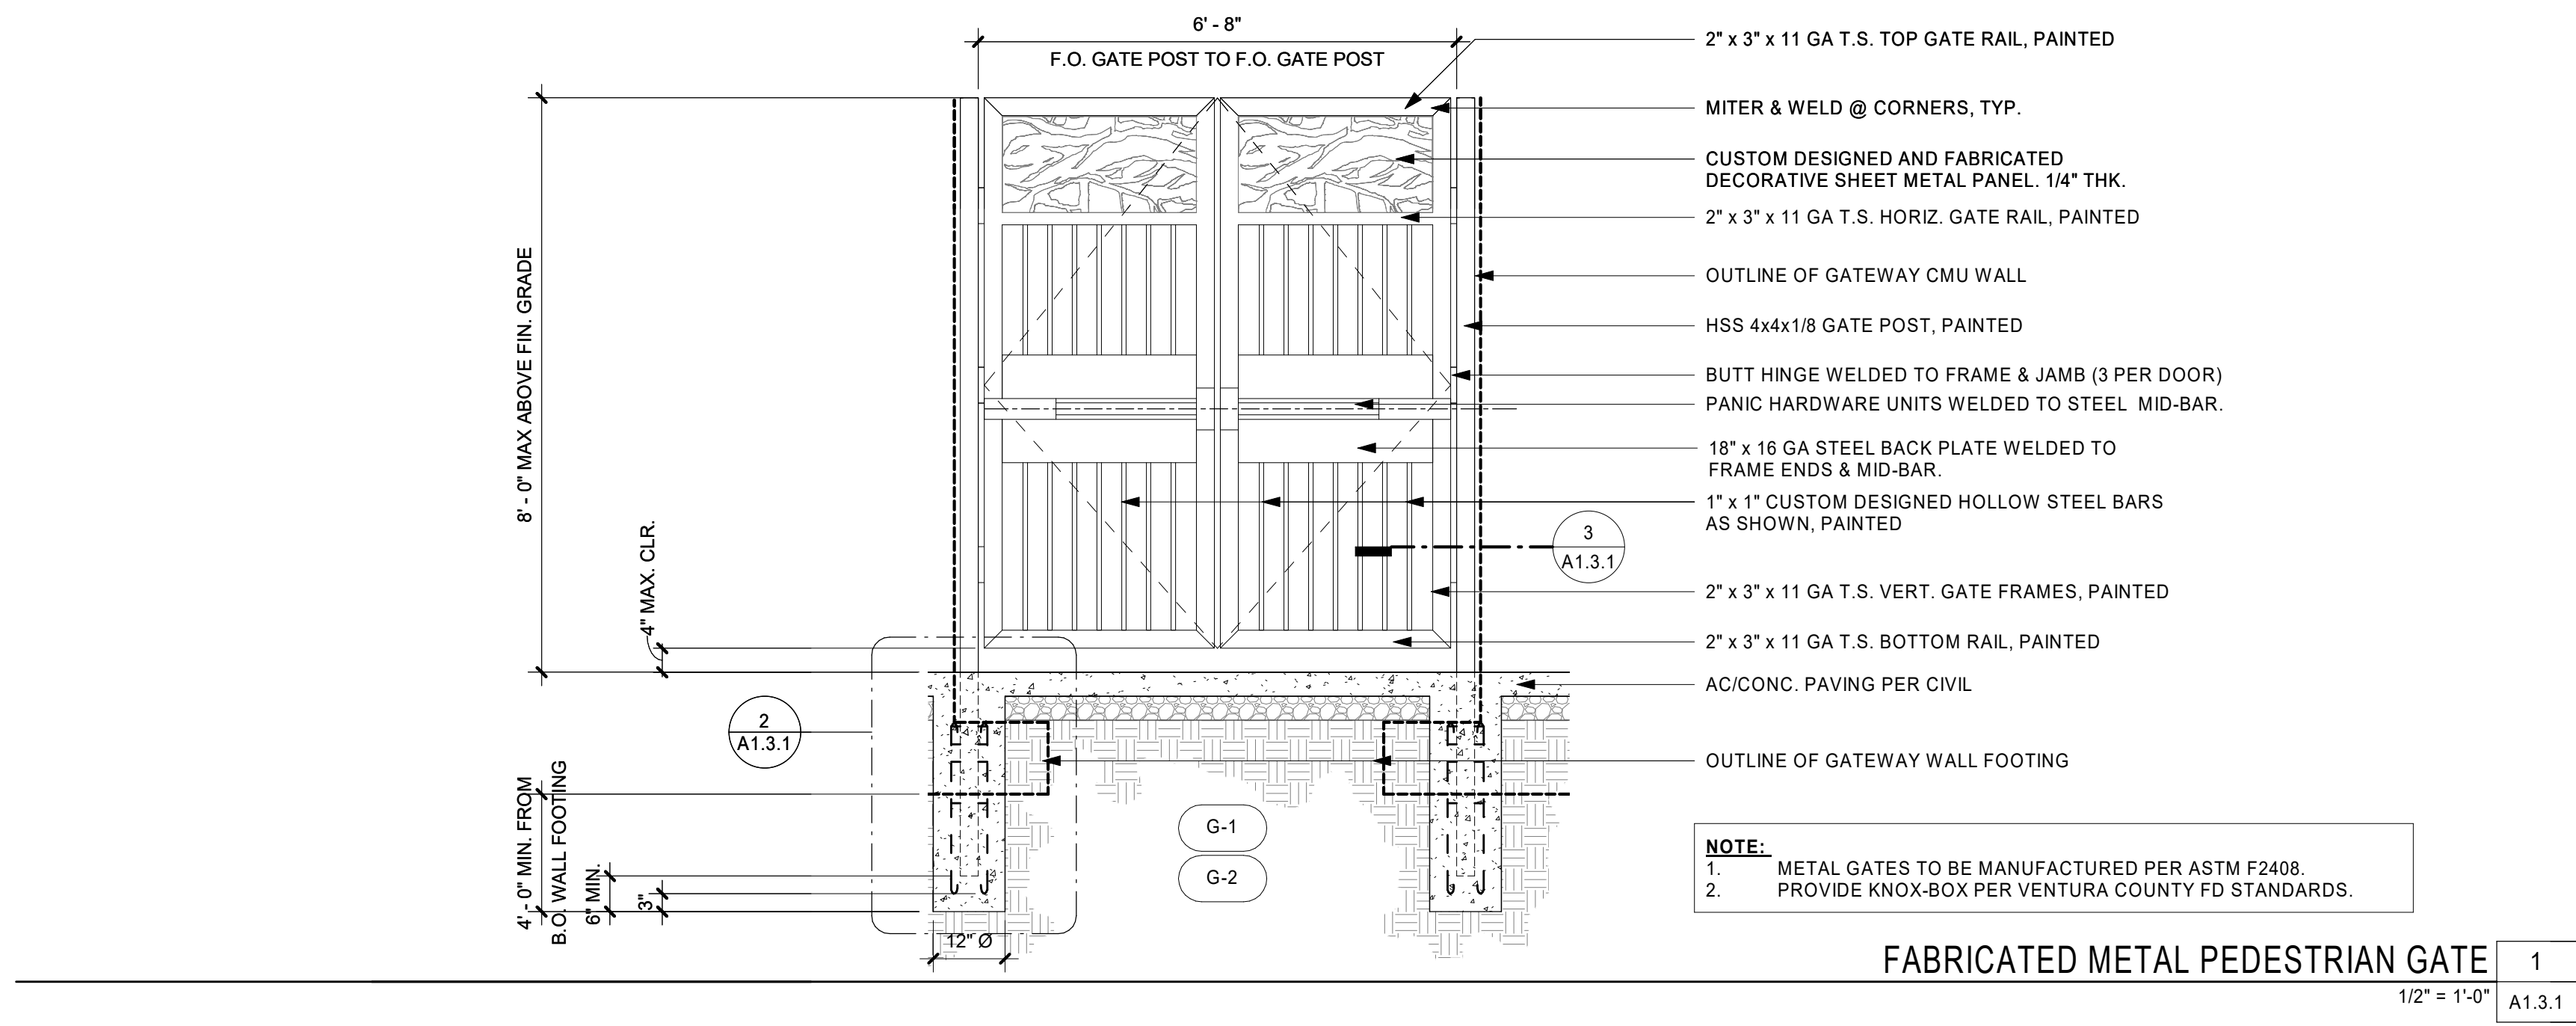 6' - 8"
F.O. GATE POST TO F.O. GATE POST
8' - 0" MAX ABOVE FIN. GRADE
4" MAX. CLR.
2
A1.3.1
4' - 0" MIN. FROM
B.O. WALL FOOTING
6" MIN.
3"
12" Ø
G-1
G-2
2" x 3" x 11 GA T.S. TOP GATE RAIL, PAINTED
MITER & WELD @ CORNERS, TYP.
CUSTOM DESIGNED AND FABRICATED
DECORATIVE SHEET METAL PANEL. 1/4" THK.
2" x 3" x 11 GA T.S. HORIZ. GATE RAIL, PAINTED
OUTLINE OF GATEWAY CMU WALL
HSS 4x4x1/8 GATE POST, PAINTED
BUTT HINGE WELDED TO FRAME & JAMB (3 PER DOOR)
PANIC HARDWARE UNITS WELDED TO STEEL MID-BAR.
18" x 16 GA STEEL BACK PLATE WELDED TO
FRAME ENDS & MID-BAR.
1" x 1" CUSTOM DESIGNED HOLLOW STEEL BARS
AS SHOWN, PAINTED
3
A1.3.1
2" x 3" x 11 GA T.S. VERT. GATE FRAMES, PAINTED
2" x 3" x 11 GA T.S. BOTTOM RAIL, PAINTED
AC/CONC. PAVING PER CIVIL
OUTLINE OF GATEWAY WALL FOOTING
NOTE:
1. METAL GATES TO BE MANUFACTURED PER ASTM F2408.
2. PROVIDE KNOX-BOX PER VENTURA COUNTY FD STANDARDS.
FABRICATED METAL PEDESTRIAN GATE
1
1/2" = 1'-0"
A1.3.1